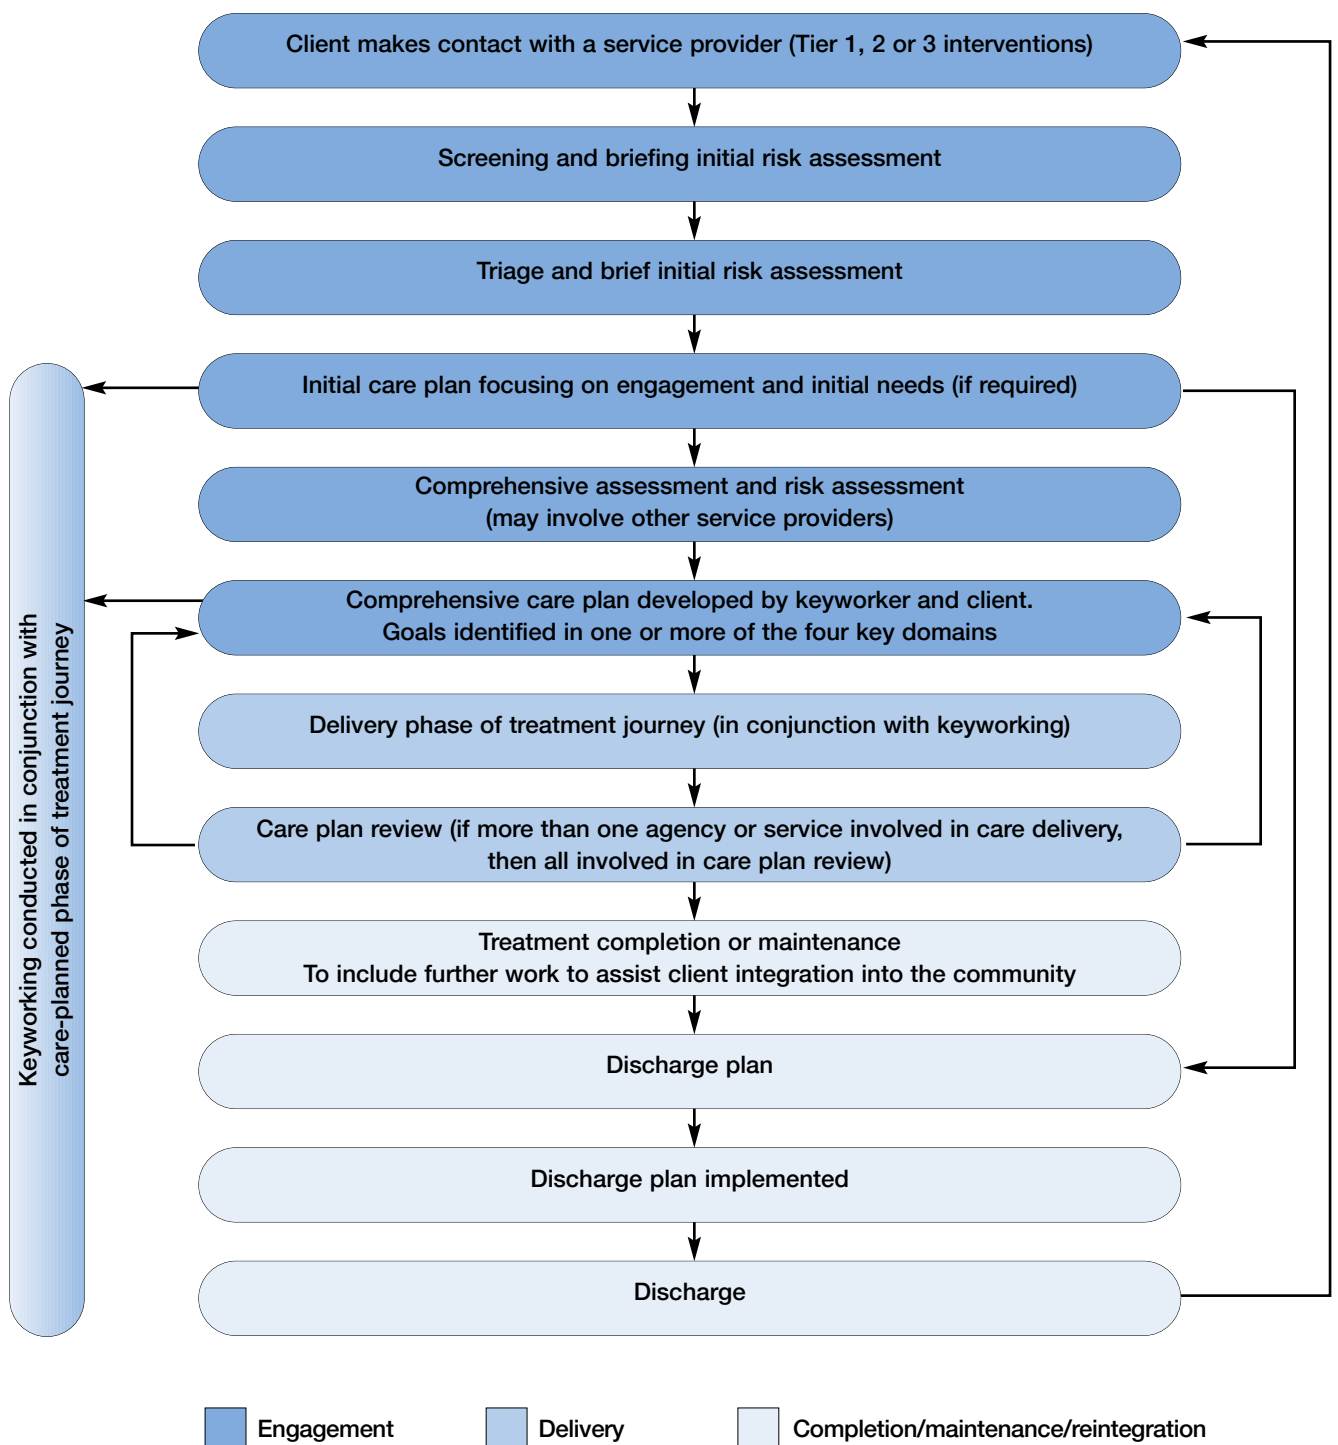 Client makes contact with a service provider (Tier 1, 2 or 3 interventions)
Screening and briefing initial risk assessment
Triage and brief initial risk assessment
Initial care plan focusing on engagement and initial needs (if required)
Comprehensive assessment and risk assessment
(may involve other service providers)
Comprehensive care plan developed by keyworker and client.
Goals identified in one or more of the four key domains
Delivery phase of treatment journey (in conjunction with keyworking)
Care plan review (if more than one agency or service involved in care delivery,
then all involved in care plan review)
Treatment completion or maintenance
To include further work to assist client integration into the community
Discharge plan
Discharge plan implemented
Discharge
Keyworking conducted in conjunction with
care-planned phase of treatment journey
Engagement
Delivery
Completion/maintenance/reintegration